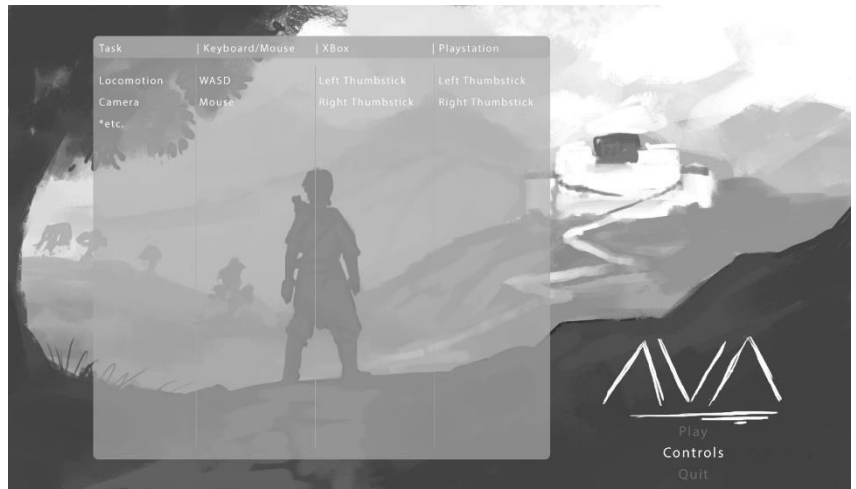 Task | Keyboard/Mouse | XBox | Playstation
Locomotion WASD Left Thumbstick Left Thumbstick
Camera Mouse Right Thumbstick Right Thumbstick
*etc.
AVA
Play
Controls
Quit